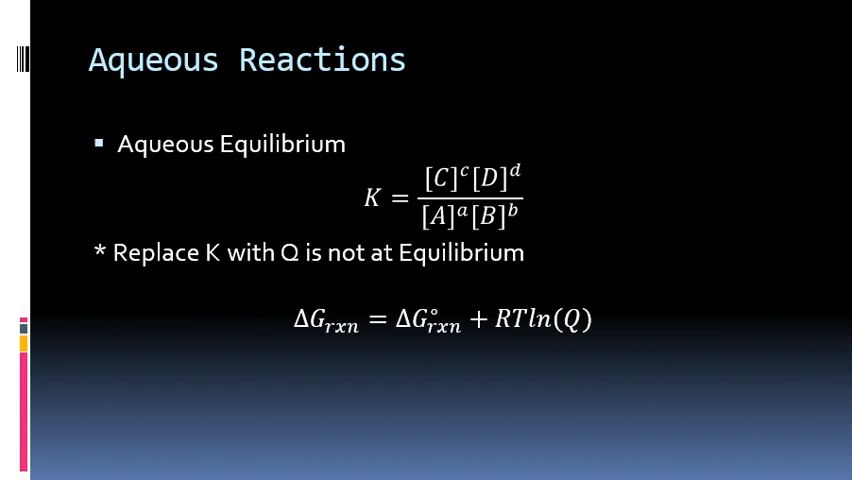 Aqueous Reactions
▪ Aqueous Equilibrium
K = [C]^c[D]^d / [A]^a[B]^b
* Replace K with Q is not at Equilibrium
ΔG_rxn = ΔG°_rxn + RTln(Q)